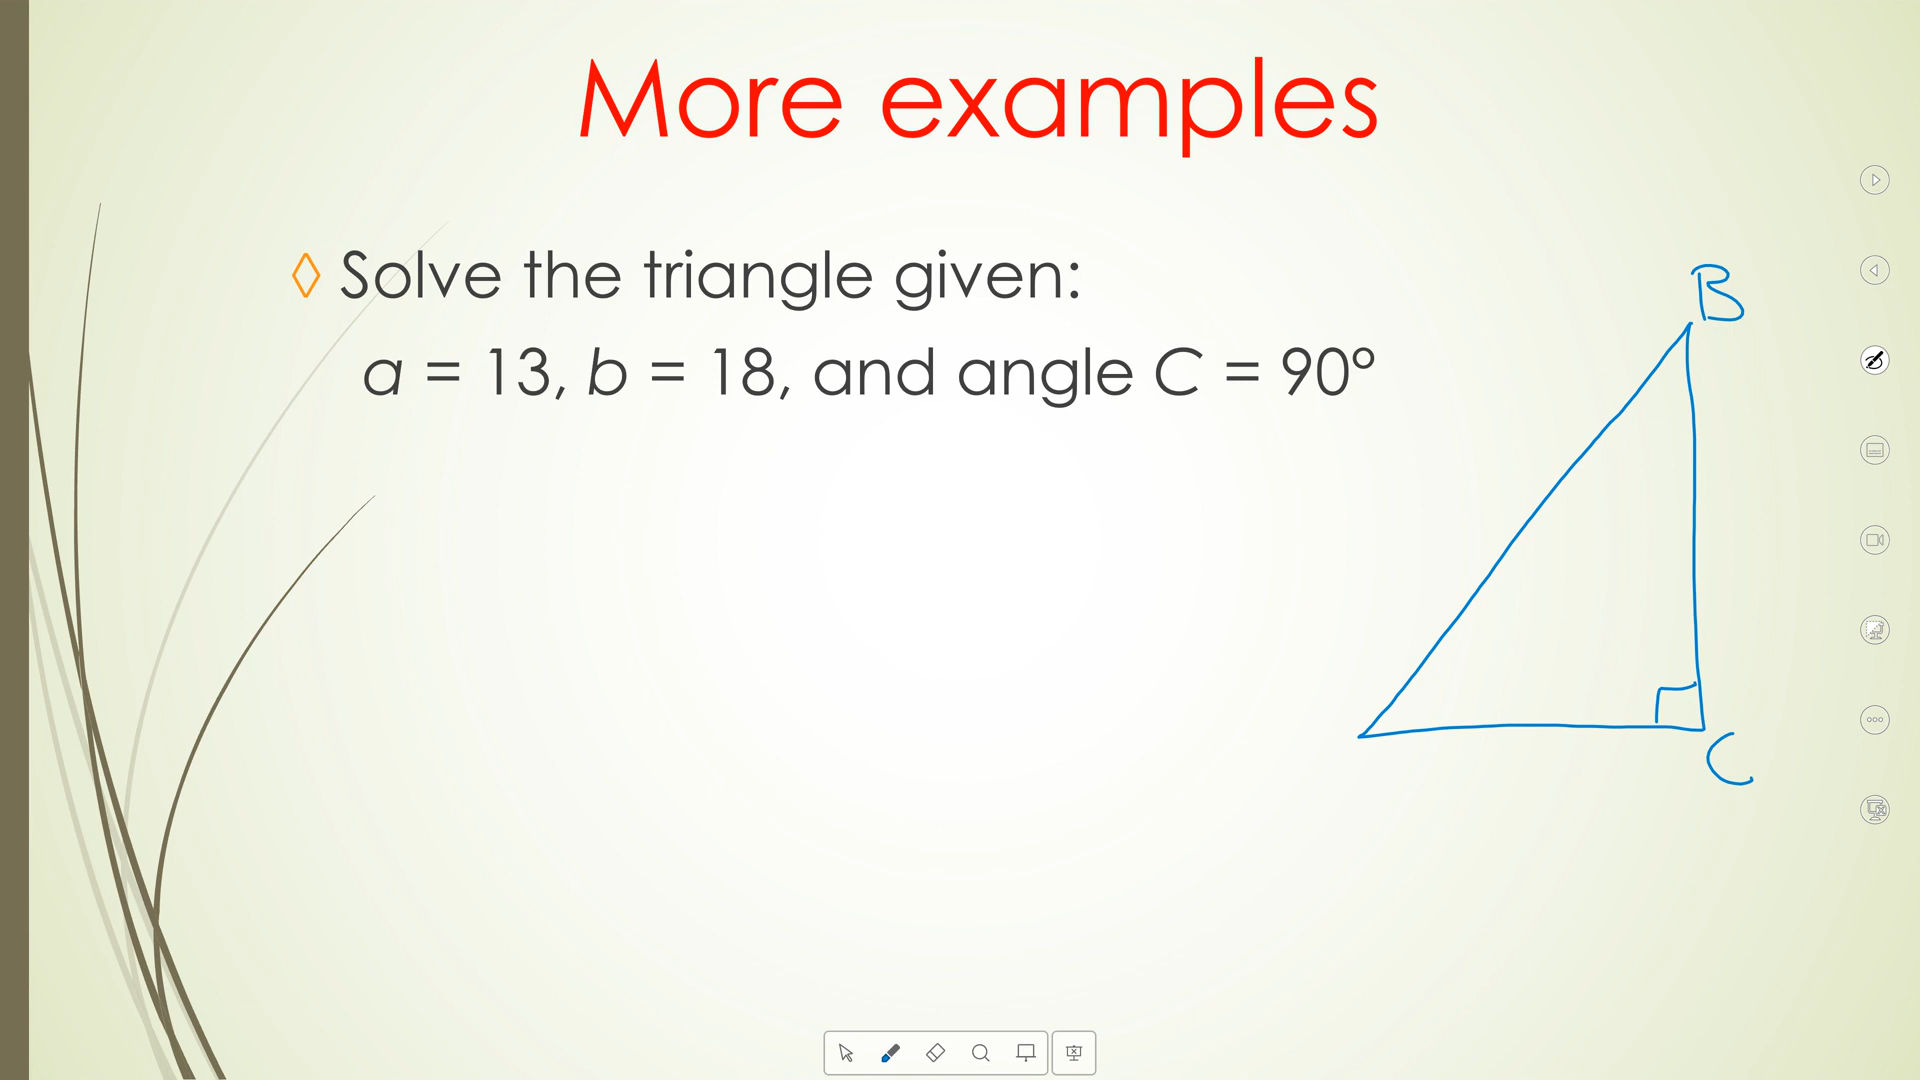 More examples
Solve the triangle given:
a = 13, b = 18, and angle C = 90°
B
C